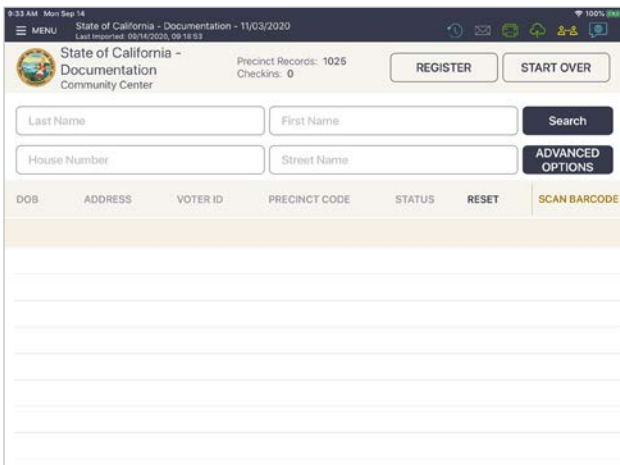 9:33 AM Mon Sep 14
100%
MENU
State of California - Documentation - 11/03/2020
Last Imported: 09/14/2020, 09:18:53
State of California -
Documentation
Community Center
Precinct Records: 1025
Checkins: 0
REGISTER
START OVER
Last Name
First Name
Search
House Number
Street Name
ADVANCED
OPTIONS
DOB ADDRESS VOTER ID PRECINCT CODE STATUS RESET SCAN BARCODE